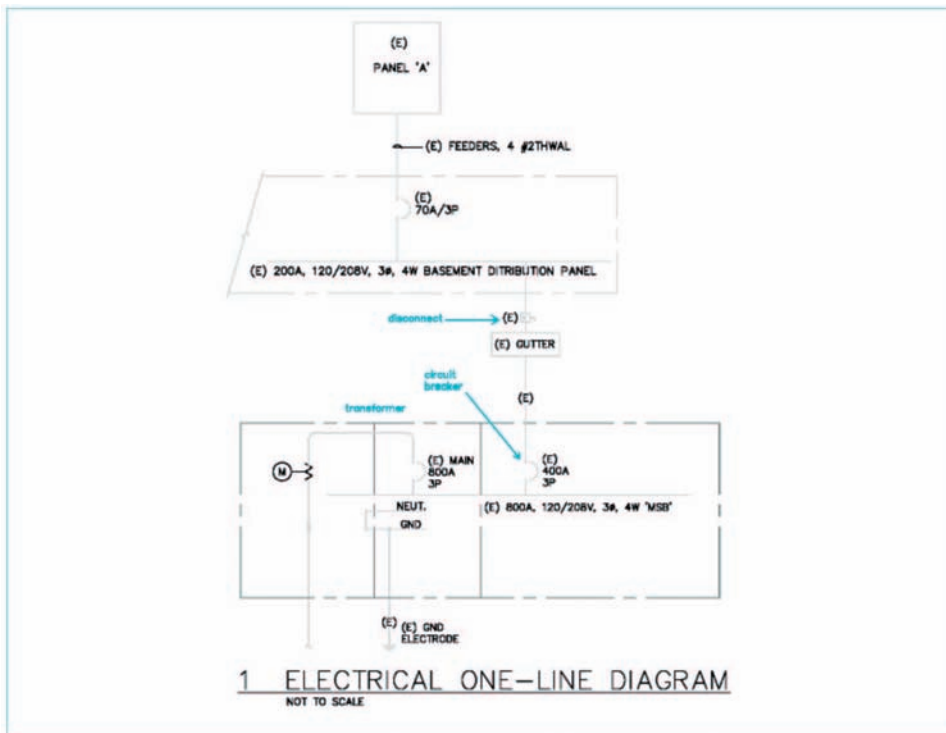 (E)
PANEL 'A'
(E) FEEDERS, 4 #2THWAL
(E)
70A/3P
(E) 200A, 120/208V, 3ø, 4W BASEMENT DITRIBUTION PANEL
disconnect
(E)
(E) GUTTER
circuit
breaker
(E)
transformer
M
(E) MAIN
800A
3P
(E)
400A
3P
NEUT.
GND
(E) 800A, 120/208V, 3ø, 4W 'MSB'
(E)
(E) GND
ELECTRODE
1 ELECTRICAL ONE-LINE DIAGRAM
NOT TO SCALE